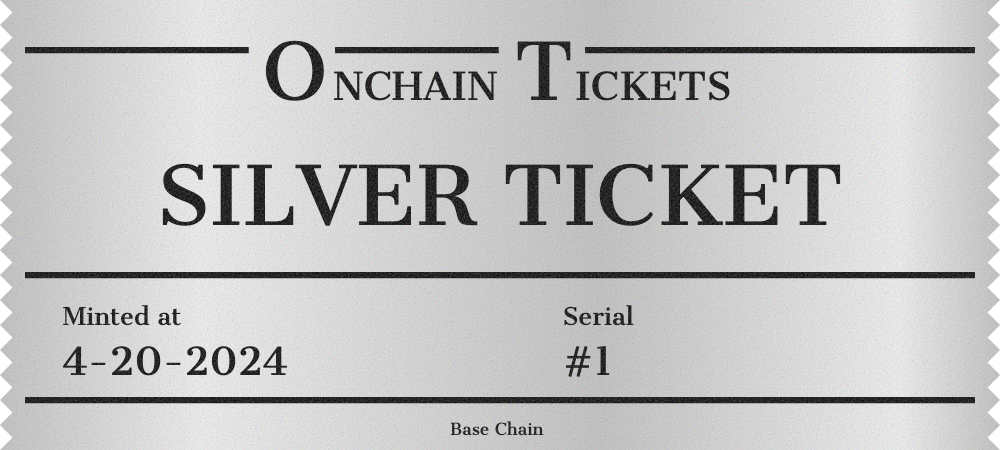 Onchain Tickets
SILVER TICKET
Minted at
4-20-2024
Serial
#1
Base Chain